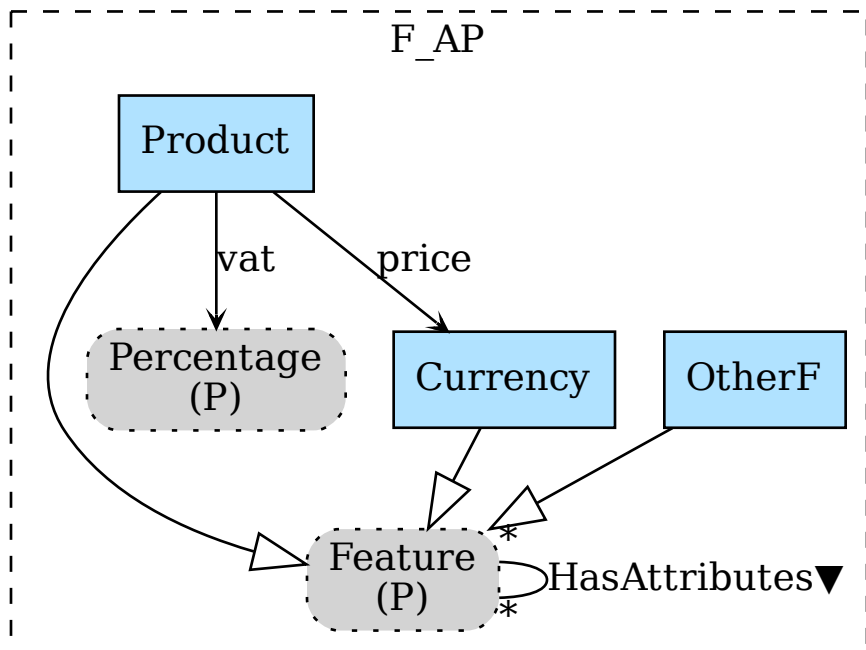 F_AP
Product
vat
price
Percentage
(P)
Currency
OtherF
*
Feature
(P)
HasAttributes▼
*